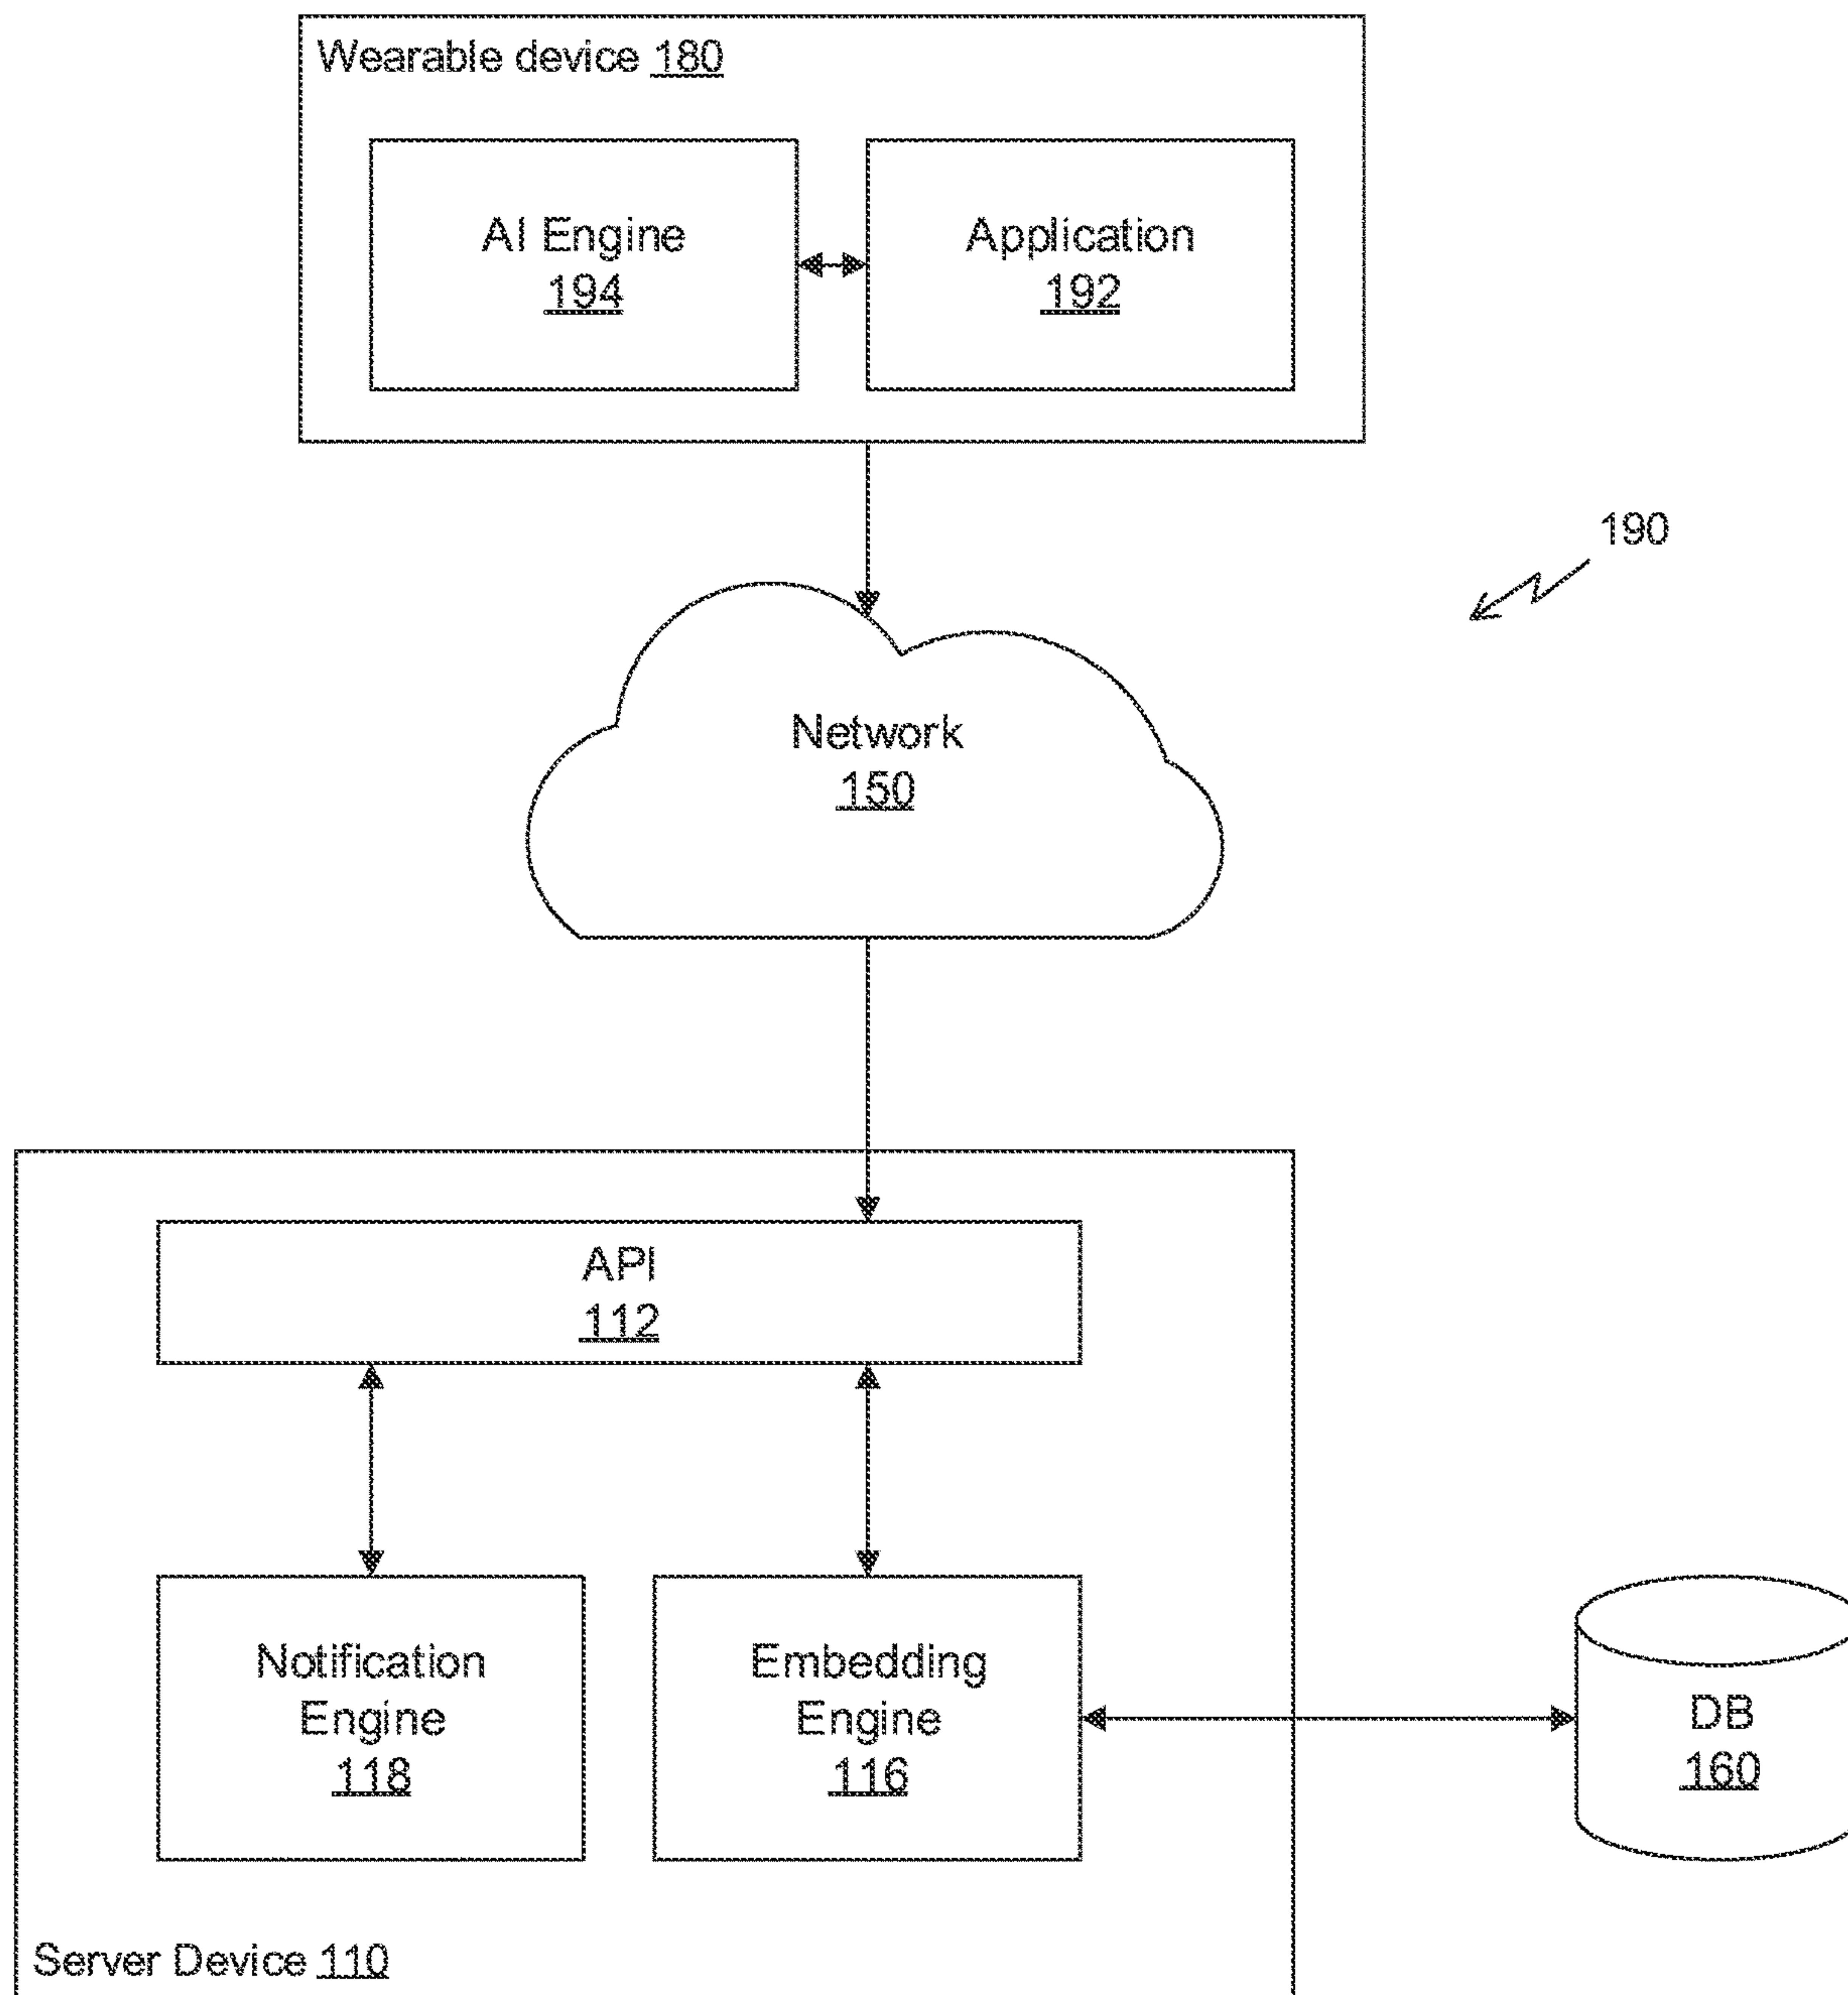 Wearable device 180
AI Engine
194
Application
192
190
Network
150
API
112
Notification
Engine
118
Embedding
Engine
116
DB
160
Server Device 110